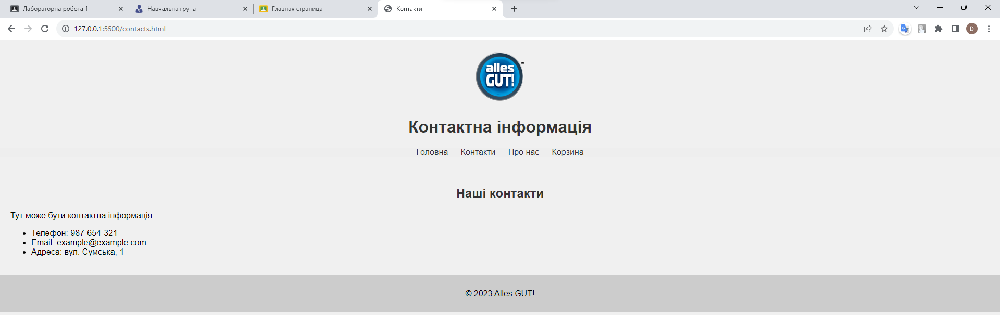 Лабораторна робота 1
Навчальна група
Главная страница
Контакти
127.0.0.1:5500/contacts.html
D
alles
GUT!
™
Контактна інформація
Головна Контакти Про нас Корзина
Наші контакти
Тут може бути контактна інформація:
• Телефон: 987-654-321
• Email: example@example.com
• Адреса: вул. Сумська, 1
© 2023 Alles GUT!